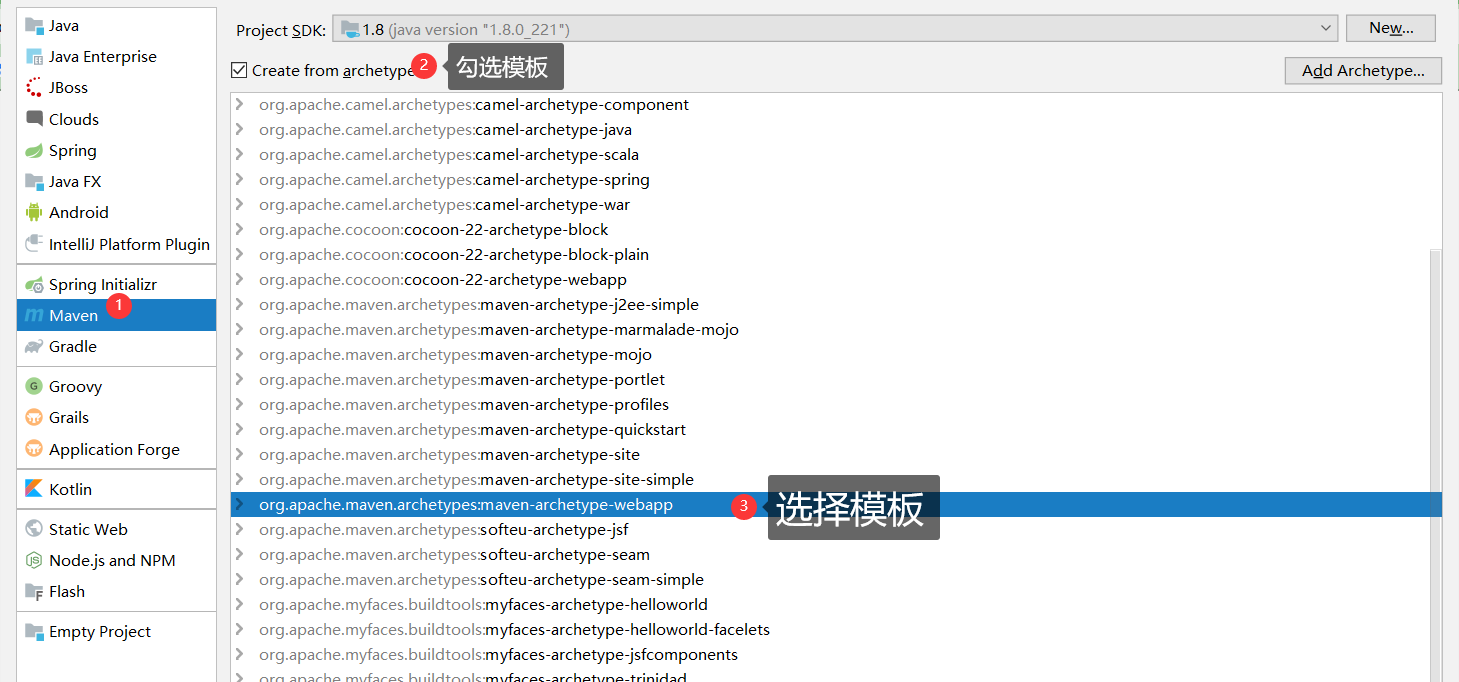 Java
Java Enterprise
JBoss
Clouds
Spring
Java FX
Android
IntelliJ Platform Plugin
Spring Initializr
Maven
1
Gradle
Groovy
Grails
Application Forge
Kotlin
Static Web
Node.js and NPM
Flash
Empty Project
Project SDK: 1.8 (java version "1.8.0_221") New...
Create from archetype 2 勾选模板 Add Archetype...
org.apache.camel.archetypes:camel-archetype-component
org.apache.camel.archetypes:camel-archetype-java
org.apache.camel.archetypes:camel-archetype-scala
org.apache.camel.archetypes:camel-archetype-spring
org.apache.camel.archetypes:camel-archetype-war
org.apache.cocoon:cocoon-22-archetype-block
org.apache.cocoon:cocoon-22-archetype-block-plain
org.apache.cocoon:cocoon-22-archetype-webapp
org.apache.maven.archetypes:maven-archetype-j2ee-simple
org.apache.maven.archetypes:maven-archetype-marmalade-mojo
org.apache.maven.archetypes:maven-archetype-mojo
org.apache.maven.archetypes:maven-archetype-portlet
org.apache.maven.archetypes:maven-archetype-profiles
org.apache.maven.archetypes:maven-archetype-quickstart
org.apache.maven.archetypes:maven-archetype-site
org.apache.maven.archetypes:maven-archetype-site-simple
org.apache.maven.archetypes:maven-archetype-webapp 3 选择模板
org.apache.maven.archetypes:softeu-archetype-jsf
org.apache.maven.archetypes:softeu-archetype-seam
org.apache.maven.archetypes:softeu-archetype-seam-simple
org.apache.myfaces.buildtools:myfaces-archetype-helloworld
org.apache.myfaces.buildtools:myfaces-archetype-helloworld-facelets
org.apache.myfaces.buildtools:myfaces-archetype-jsfcomponents
org.apache.myfaces.buildtools:myfaces-archetype-trinidad